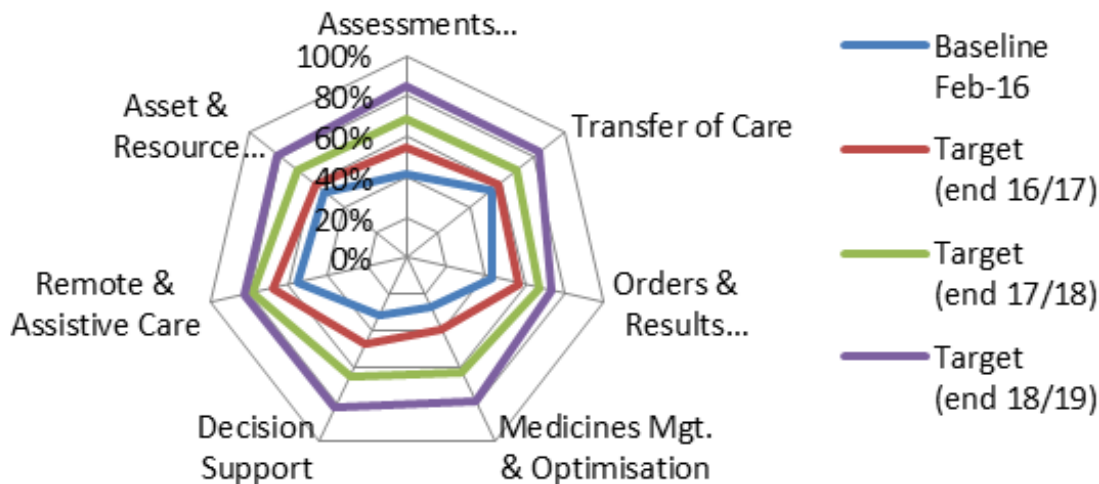 Assessments...
100%
80%
60%
40%
20%
0%
Transfer of Care
Orders &
Results...
Medicines Mgt.
& Optimisation
Decision
Support
Remote &
Assistive Care
Asset &
Resource...
Baseline
Feb-16
Target
(end 16/17)
Target
(end 17/18)
Target
(end 18/19)